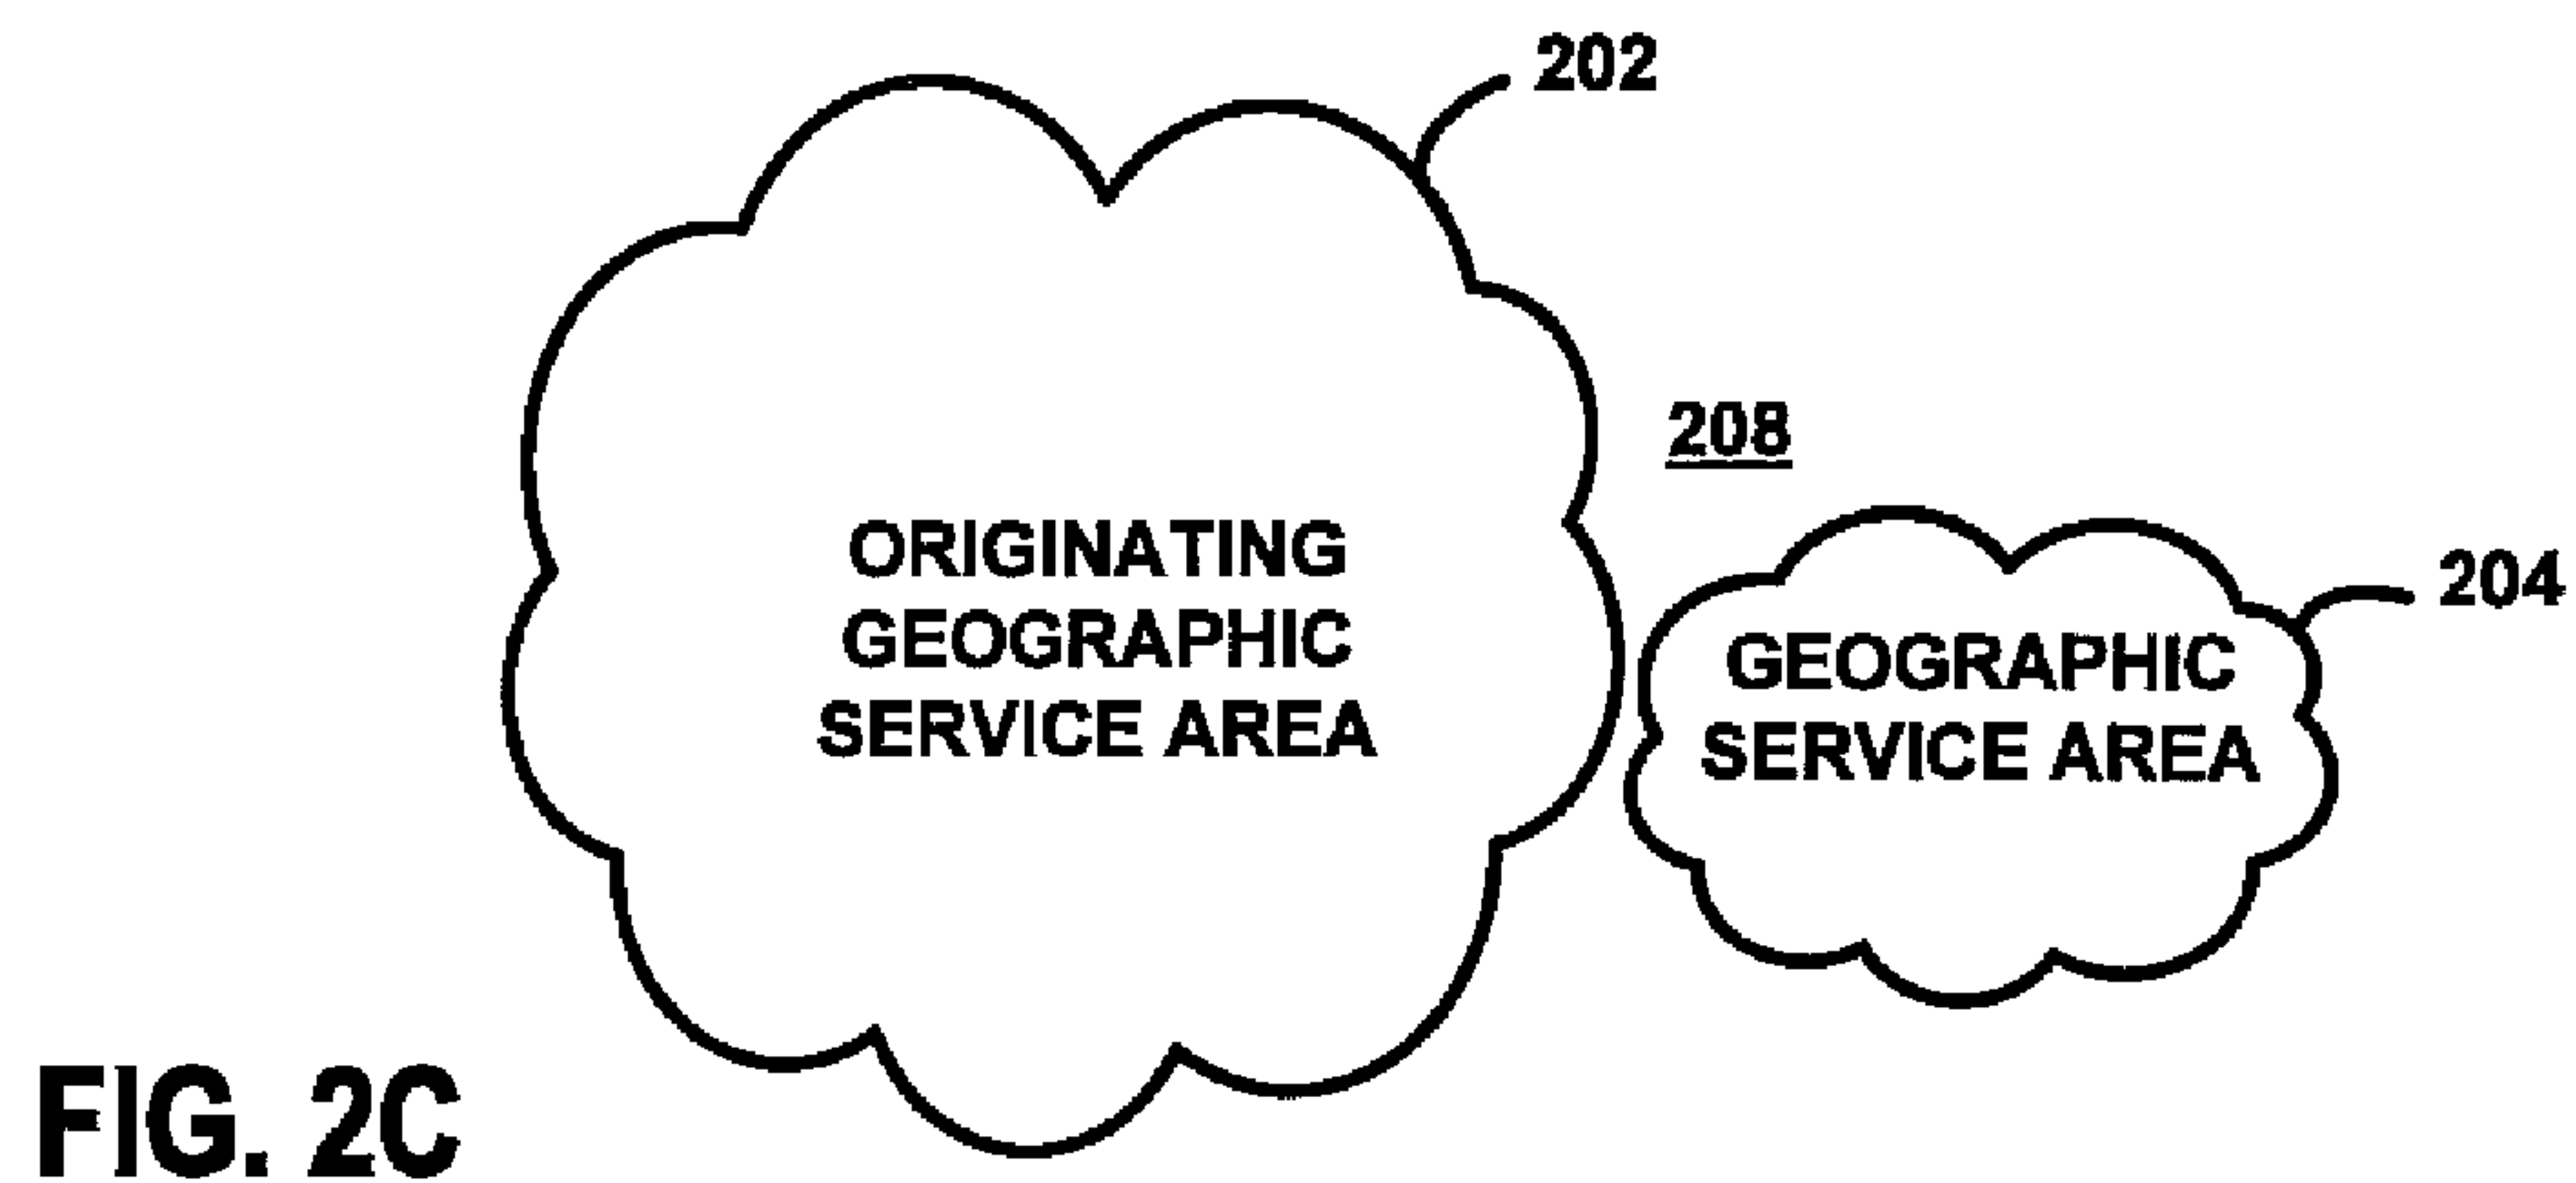 202
208
204
ORIGINATING
GEOGRAPHIC
SERVICE AREA
GEOGRAPHIC
SERVICE AREA
FIG. 2C